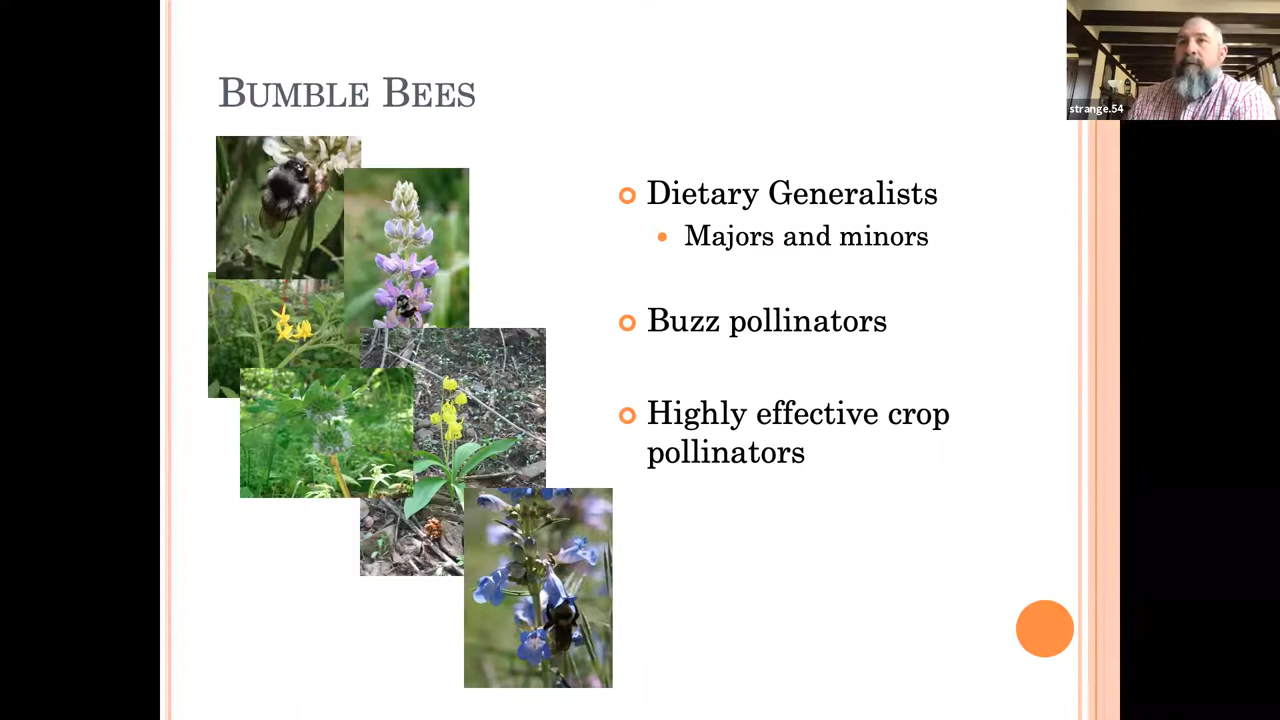 BUMBLE BEES
Dietary Generalists
Majors and minors
Buzz pollinators
Highly effective crop
pollinators
strange.54